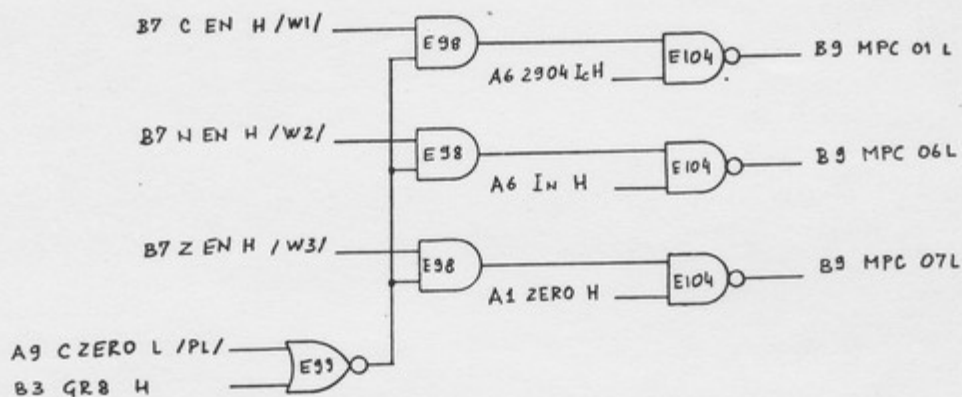 B7 C EN H /W1/
E98
E104
B9 MPC 01 L
A6 2904 IcH
B7 N EN H /W2/
E98
E104
B9 MPC 06L
A6 IN H
B7 Z EN H /W3/
E98
E104
B9 MPC 07L
A1 ZERO H
A9 CZERO L /PL/
E99
B3 GR8 H